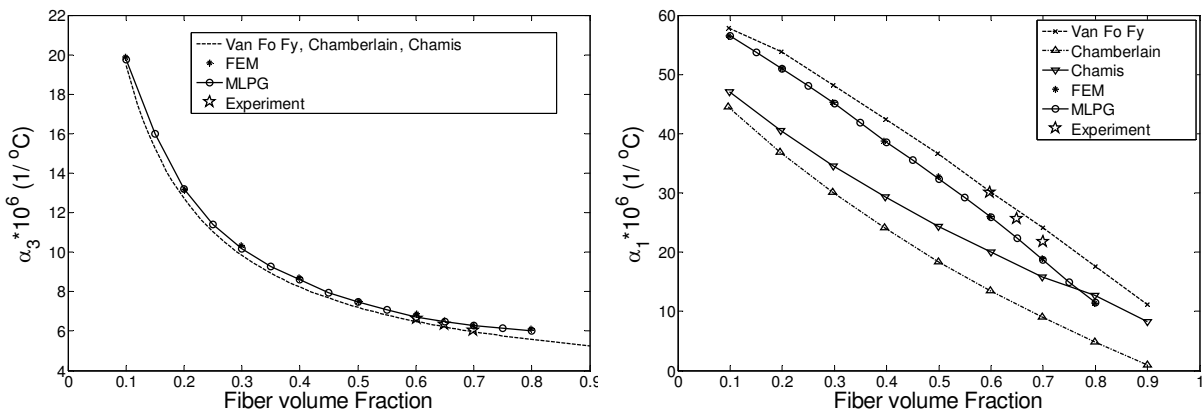 20
18
16
14
12
10
8
6
4
α3*10^6 (1/ °C)
0
0.1
0.2
0.3
0.4
0.5
0.6
0.7
0.8
0.9
Fiber volume Fraction
Van Fo Fy, Chamberlain, Chamis
FEM
MLPG
Experiment
60
50
40
30
20
10
0
α1*10^6 (1/ °C)
0
0.1
0.2
0.3
0.4
0.5
0.6
0.7
0.8
0.9
1
Fiber volume Fraction
Van Fo Fy
Chamberlain
Chamis
FEM
MLPG
Experiment